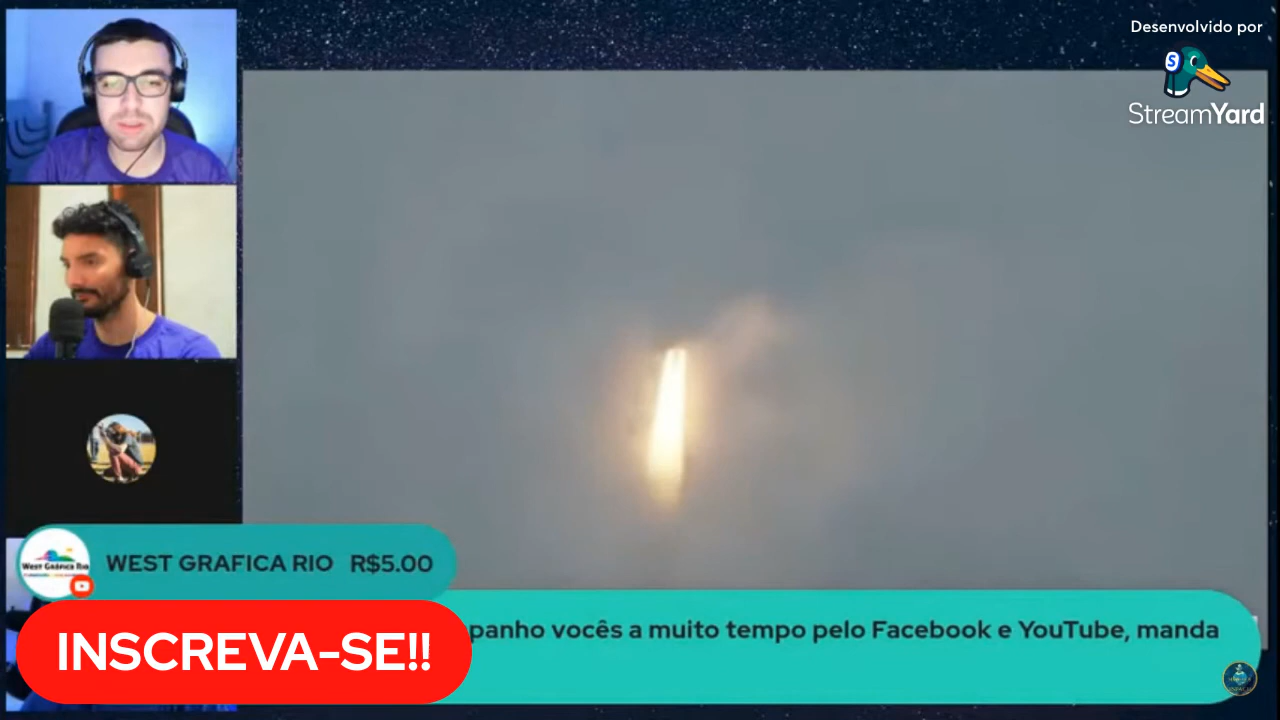 Desenvolvido por
StreamYard
WEST GRAFICA RIO R$5.00
INSCREVA-SE!!
panho vocês a muito tempo pelo Facebook e YouTube, manda